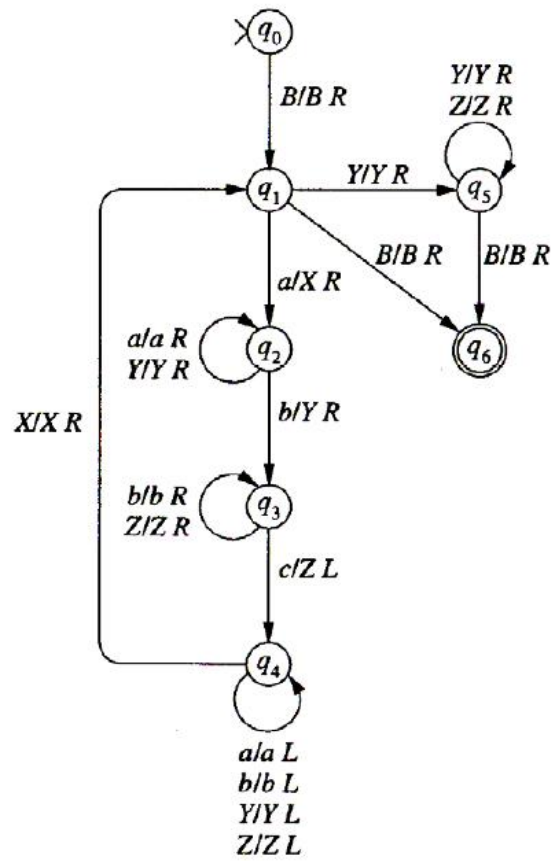 q0
B/B R
Y/Y R
Z/Z R
q1
Y/Y R
q5
B/B R
B/B R
a/X R
a/a R
Y/Y R
q2
q6
X/X R
b/Y R
b/b R
Z/Z R
q3
c/Z L
q4
a/a L
b/b L
Y/Y L
Z/Z L